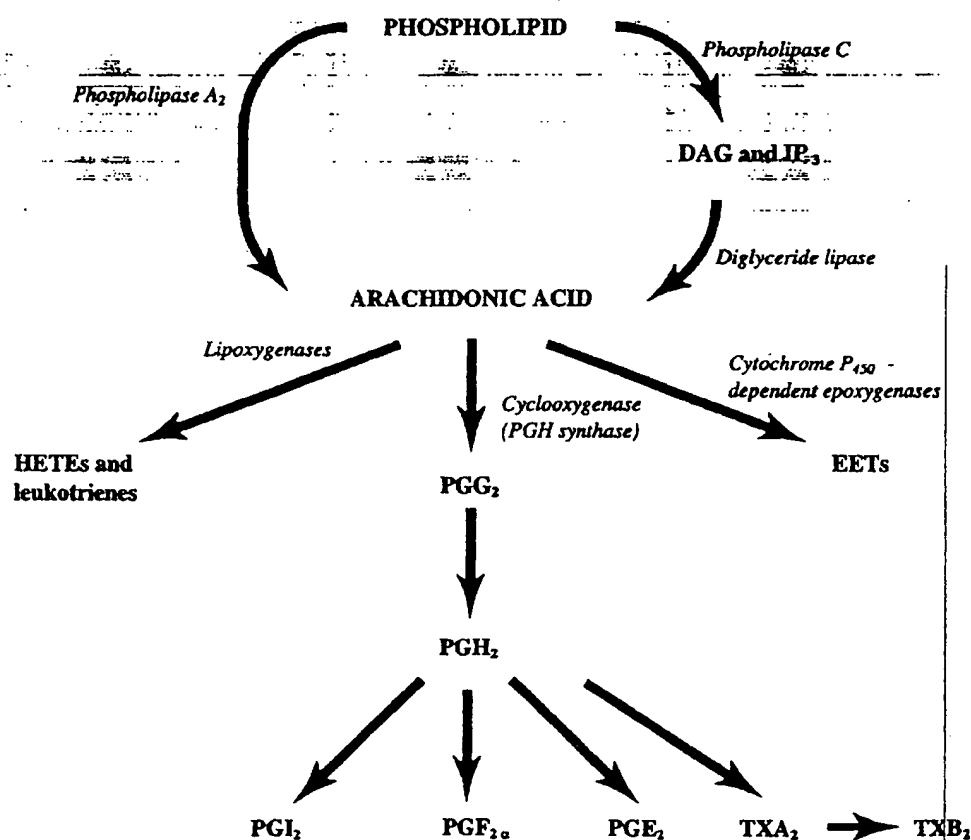 PHOSPHOLIPID
Phospholipase C
Phospholipase A₂
DAG and IP₃
Diglyceride lipase
ARACHIDONIC ACID
Lipoxygenases
Cytochrome P₄₅₀ -
dependent epoxygenases
Cyclooxygenase
(PGH synthase)
HETEs and
leukotrienes
EETs
PGG₂
PGH₂
PGI₂ PGF₂α PGE₂ TXA₂ TXB₂